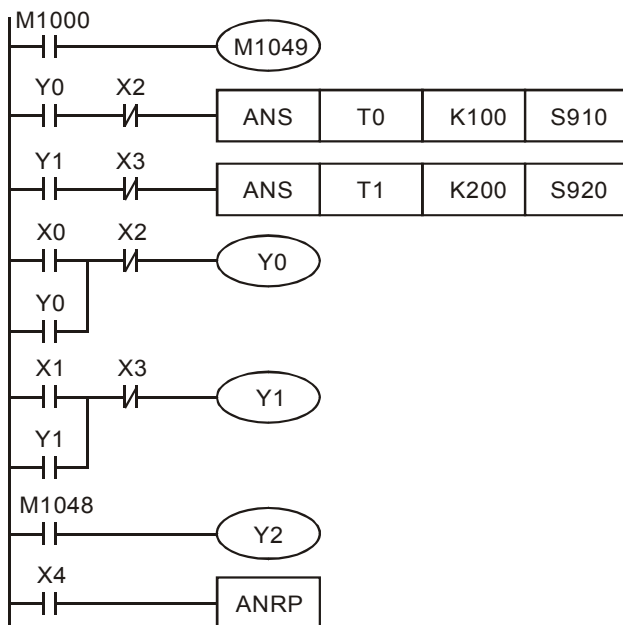 M1000
M1049
Y0 X2
ANS T0 K100 S910
Y1 X3
ANS T1 K200 S920
X0 X2
Y0
Y0
X1 X3
Y1
Y1
M1048
Y2
X4
ANRP